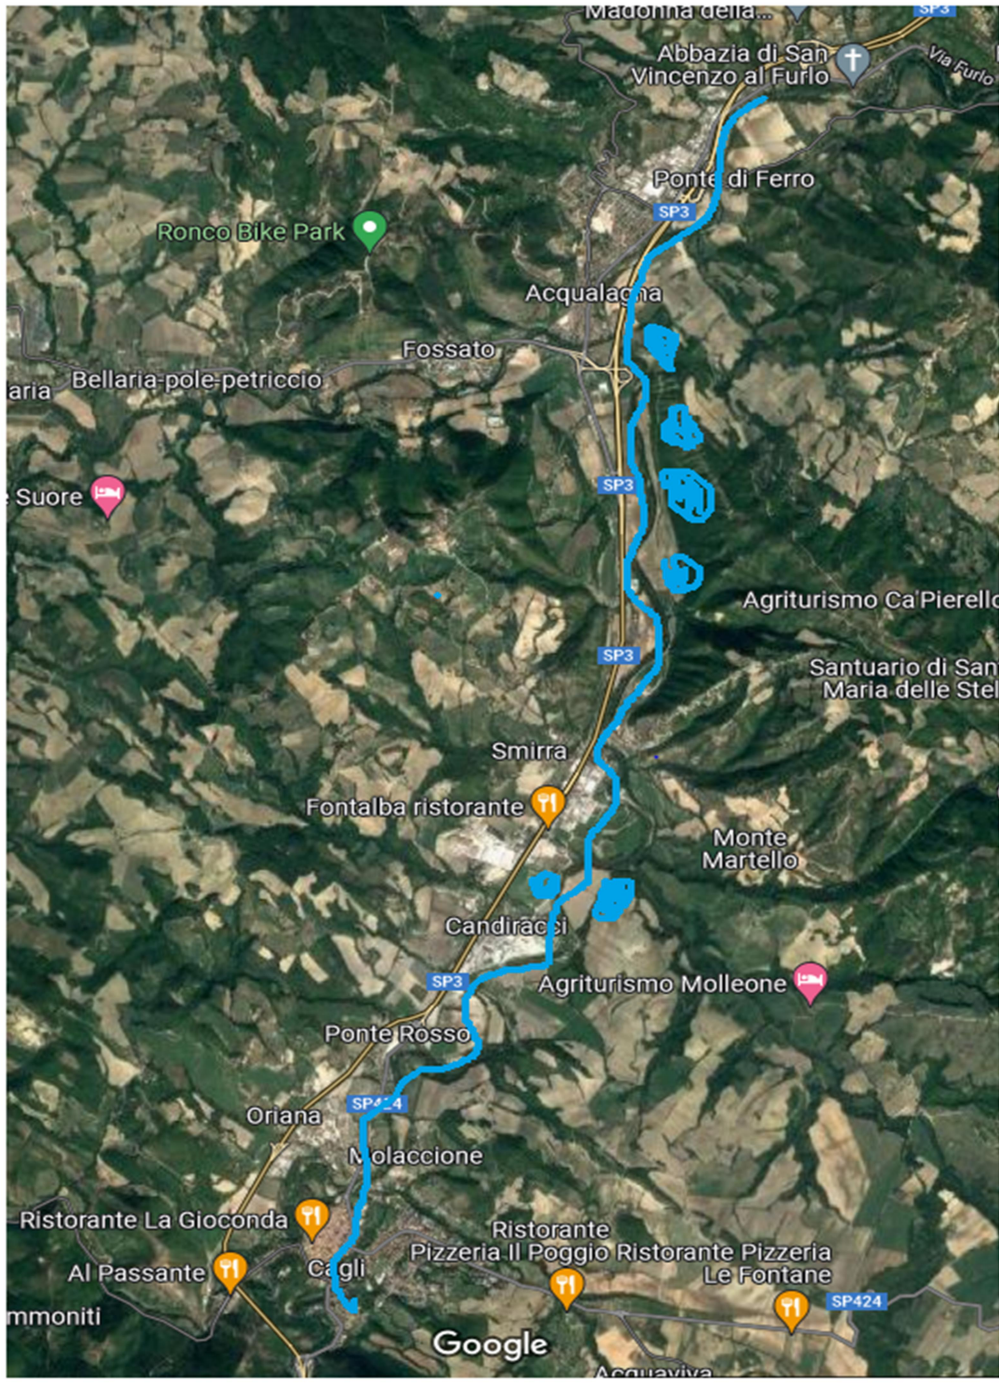 Madonna della...
SP3
Abbazia di San
Vincenzo al Furlo
Via Furlo
Ponte di Ferro
SP3
Ronco Bike Park
Acqualagna
Fossato
Bellaria-pole-petriccio
aria
SP3
e Suore
Agriturismo Ca'Pierello
SP3
Santuario di San
Maria delle Stel
Smirra
Fontalba ristorante
Monte
Martello
Candiracci
SP3
Agriturismo Molleone
Ponte Rosso
SP424
Oriana
Molaccione
Ristorante La Gioconda
Ristorante
Pizzeria Il Poggio
Ristorante Pizzeria
Le Fontane
Al Passante
Cagli
SP424
mmoniti
Google
Acquaviva